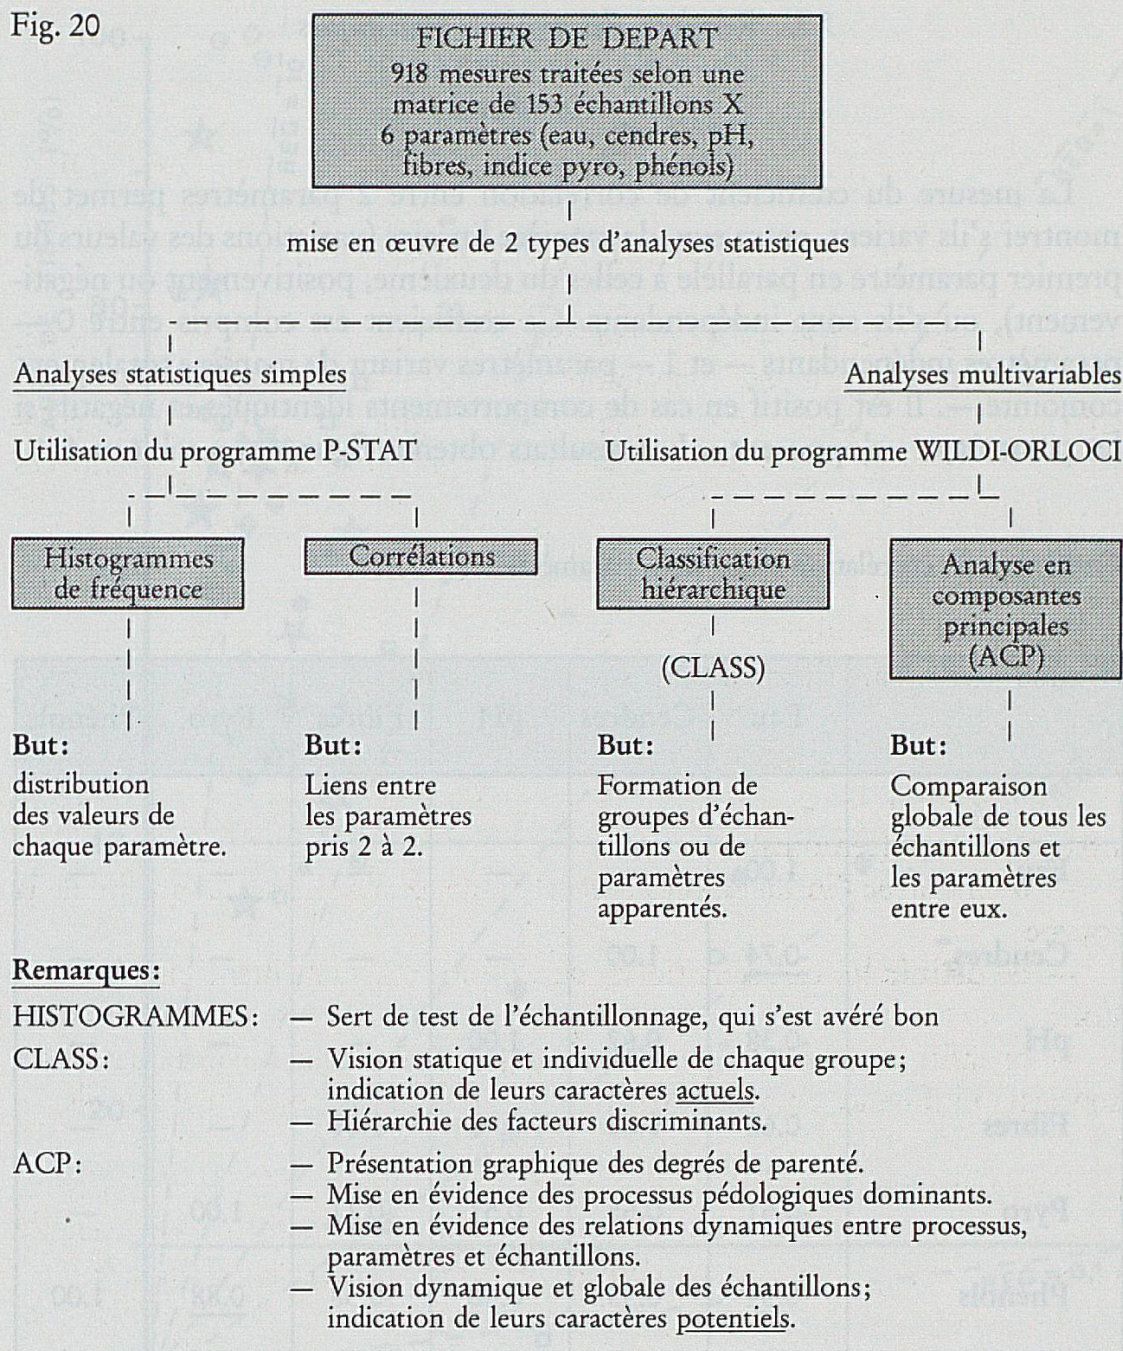 Fig. 20
FICHIER DE DEPART
918 mesures traitées selon une
matrice de 153 échantillons X
6 paramètres (eau, cendres, pH,
fibres, indice pyro, phénols)
mise en œuvre de 2 types d'analyses statistiques
Analyses statistiques simples
Utilisation du programme P-STAT
Histogrammes
de fréquence
But:
distribution
des valeurs de
chaque paramètre.
Corrélations
But:
Liens entre
les paramètres
pris 2 à 2.
Analyses multivariables
Utilisation du programme WILDI-ORLOCI
Classification
hiérarchique
(CLASS)
But:
Formation de
groupes d'échan-
tillons ou de
paramètres
apparentés.
Analyse en
composantes
principales
(ACP)
But:
Comparaison
globale de tous les
échantillons et
les paramètres
entre eux.
Remarques:
HISTOGRAMMES: — Sert de test de l'échantillonnage, qui s'est avéré bon
CLASS: — Vision statique et individuelle de chaque groupe;
indication de leurs caractères actuels.
— Hiérarchie des facteurs discriminants.
ACP: — Présentation graphique des degrés de parenté.
— Mise en évidence des processus pédologiques dominants.
— Mise en évidence des relations dynamiques entre processus,
paramètres et échantillons.
— Vision dynamique et globale des échantillons;
indication de leurs caractères potentiels.